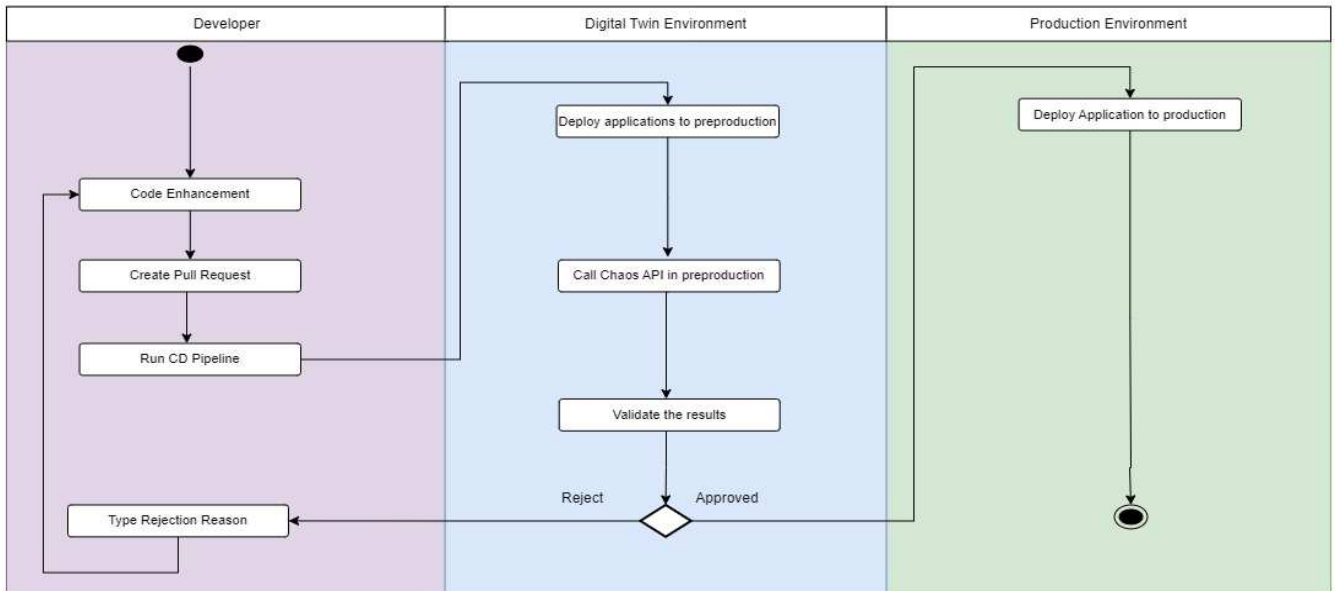 Developer
Digital Twin Environment
Production Environment
Deploy applications to preproduction
Deploy Application to production
Code Enhancement
Create Pull Request
Call Chaos API in preproduction
Run CD Pipeline
Validate the results
Reject
Approved
Type Rejection Reason